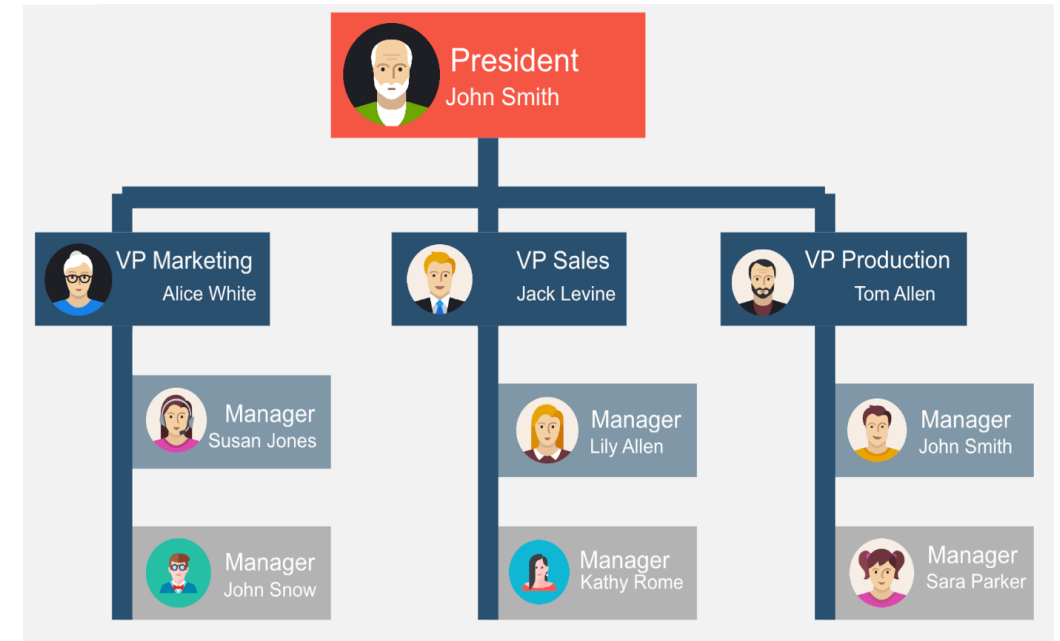 President
John Smith
VP Marketing
Alice White
VP Sales
Jack Levine
VP Production
Tom Allen
Manager
Susan Jones
Manager
Lily Allen
Manager
John Smith
Manager
John Snow
Manager
Kathy Rome
Manager
Sara Parker